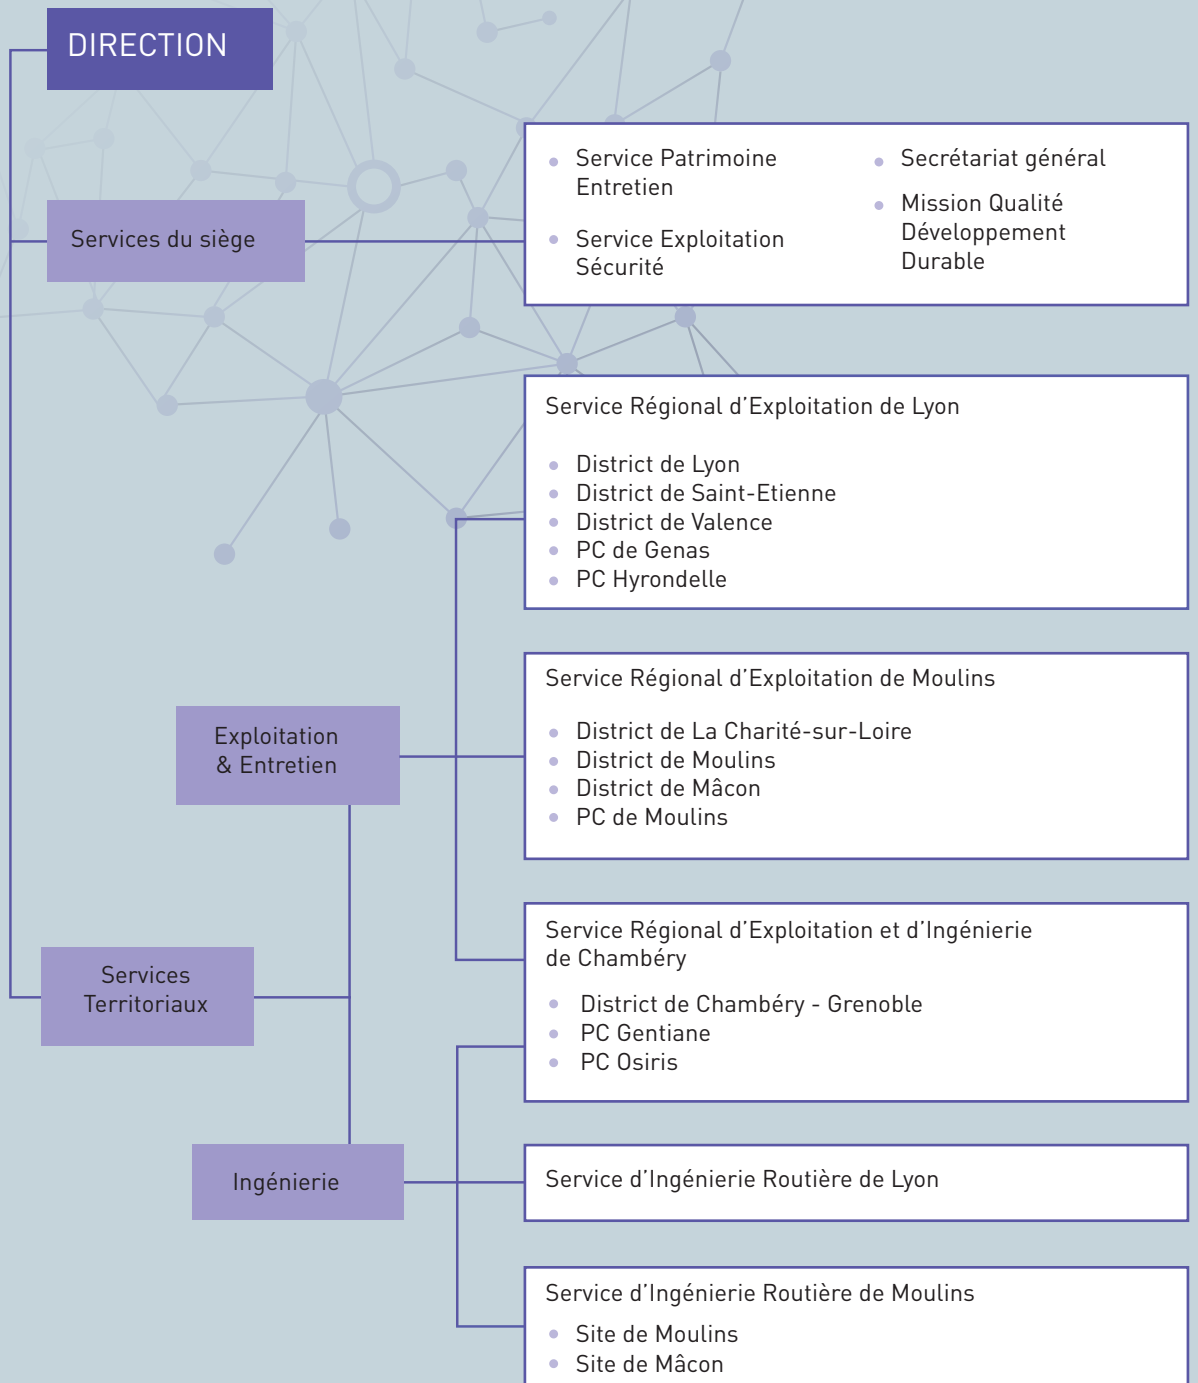 DIRECTION
Services du siège
Service Patrimoine
Entretien
Service Exploitation
Sécurité
Secrétariat général
Mission Qualité
Développement
Durable
Service Régional d’Exploitation de Lyon
District de Lyon
District de Saint-Etienne
District de Valence
PC de Genas
PC Hyrondelle
Exploitation
& Entretien
Service Régional d’Exploitation de Moulins
District de La Charité-sur-Loire
District de Moulins
District de Mâcon
PC de Moulins
Services
Territoriaux
Service Régional d’Exploitation et d’Ingénierie
de Chambéry
District de Chambéry - Grenoble
PC Gentiane
PC Osiris
Ingénierie
Service d’Ingénierie Routière de Lyon
Service d’Ingénierie Routière de Moulins
Site de Moulins
Site de Mâcon